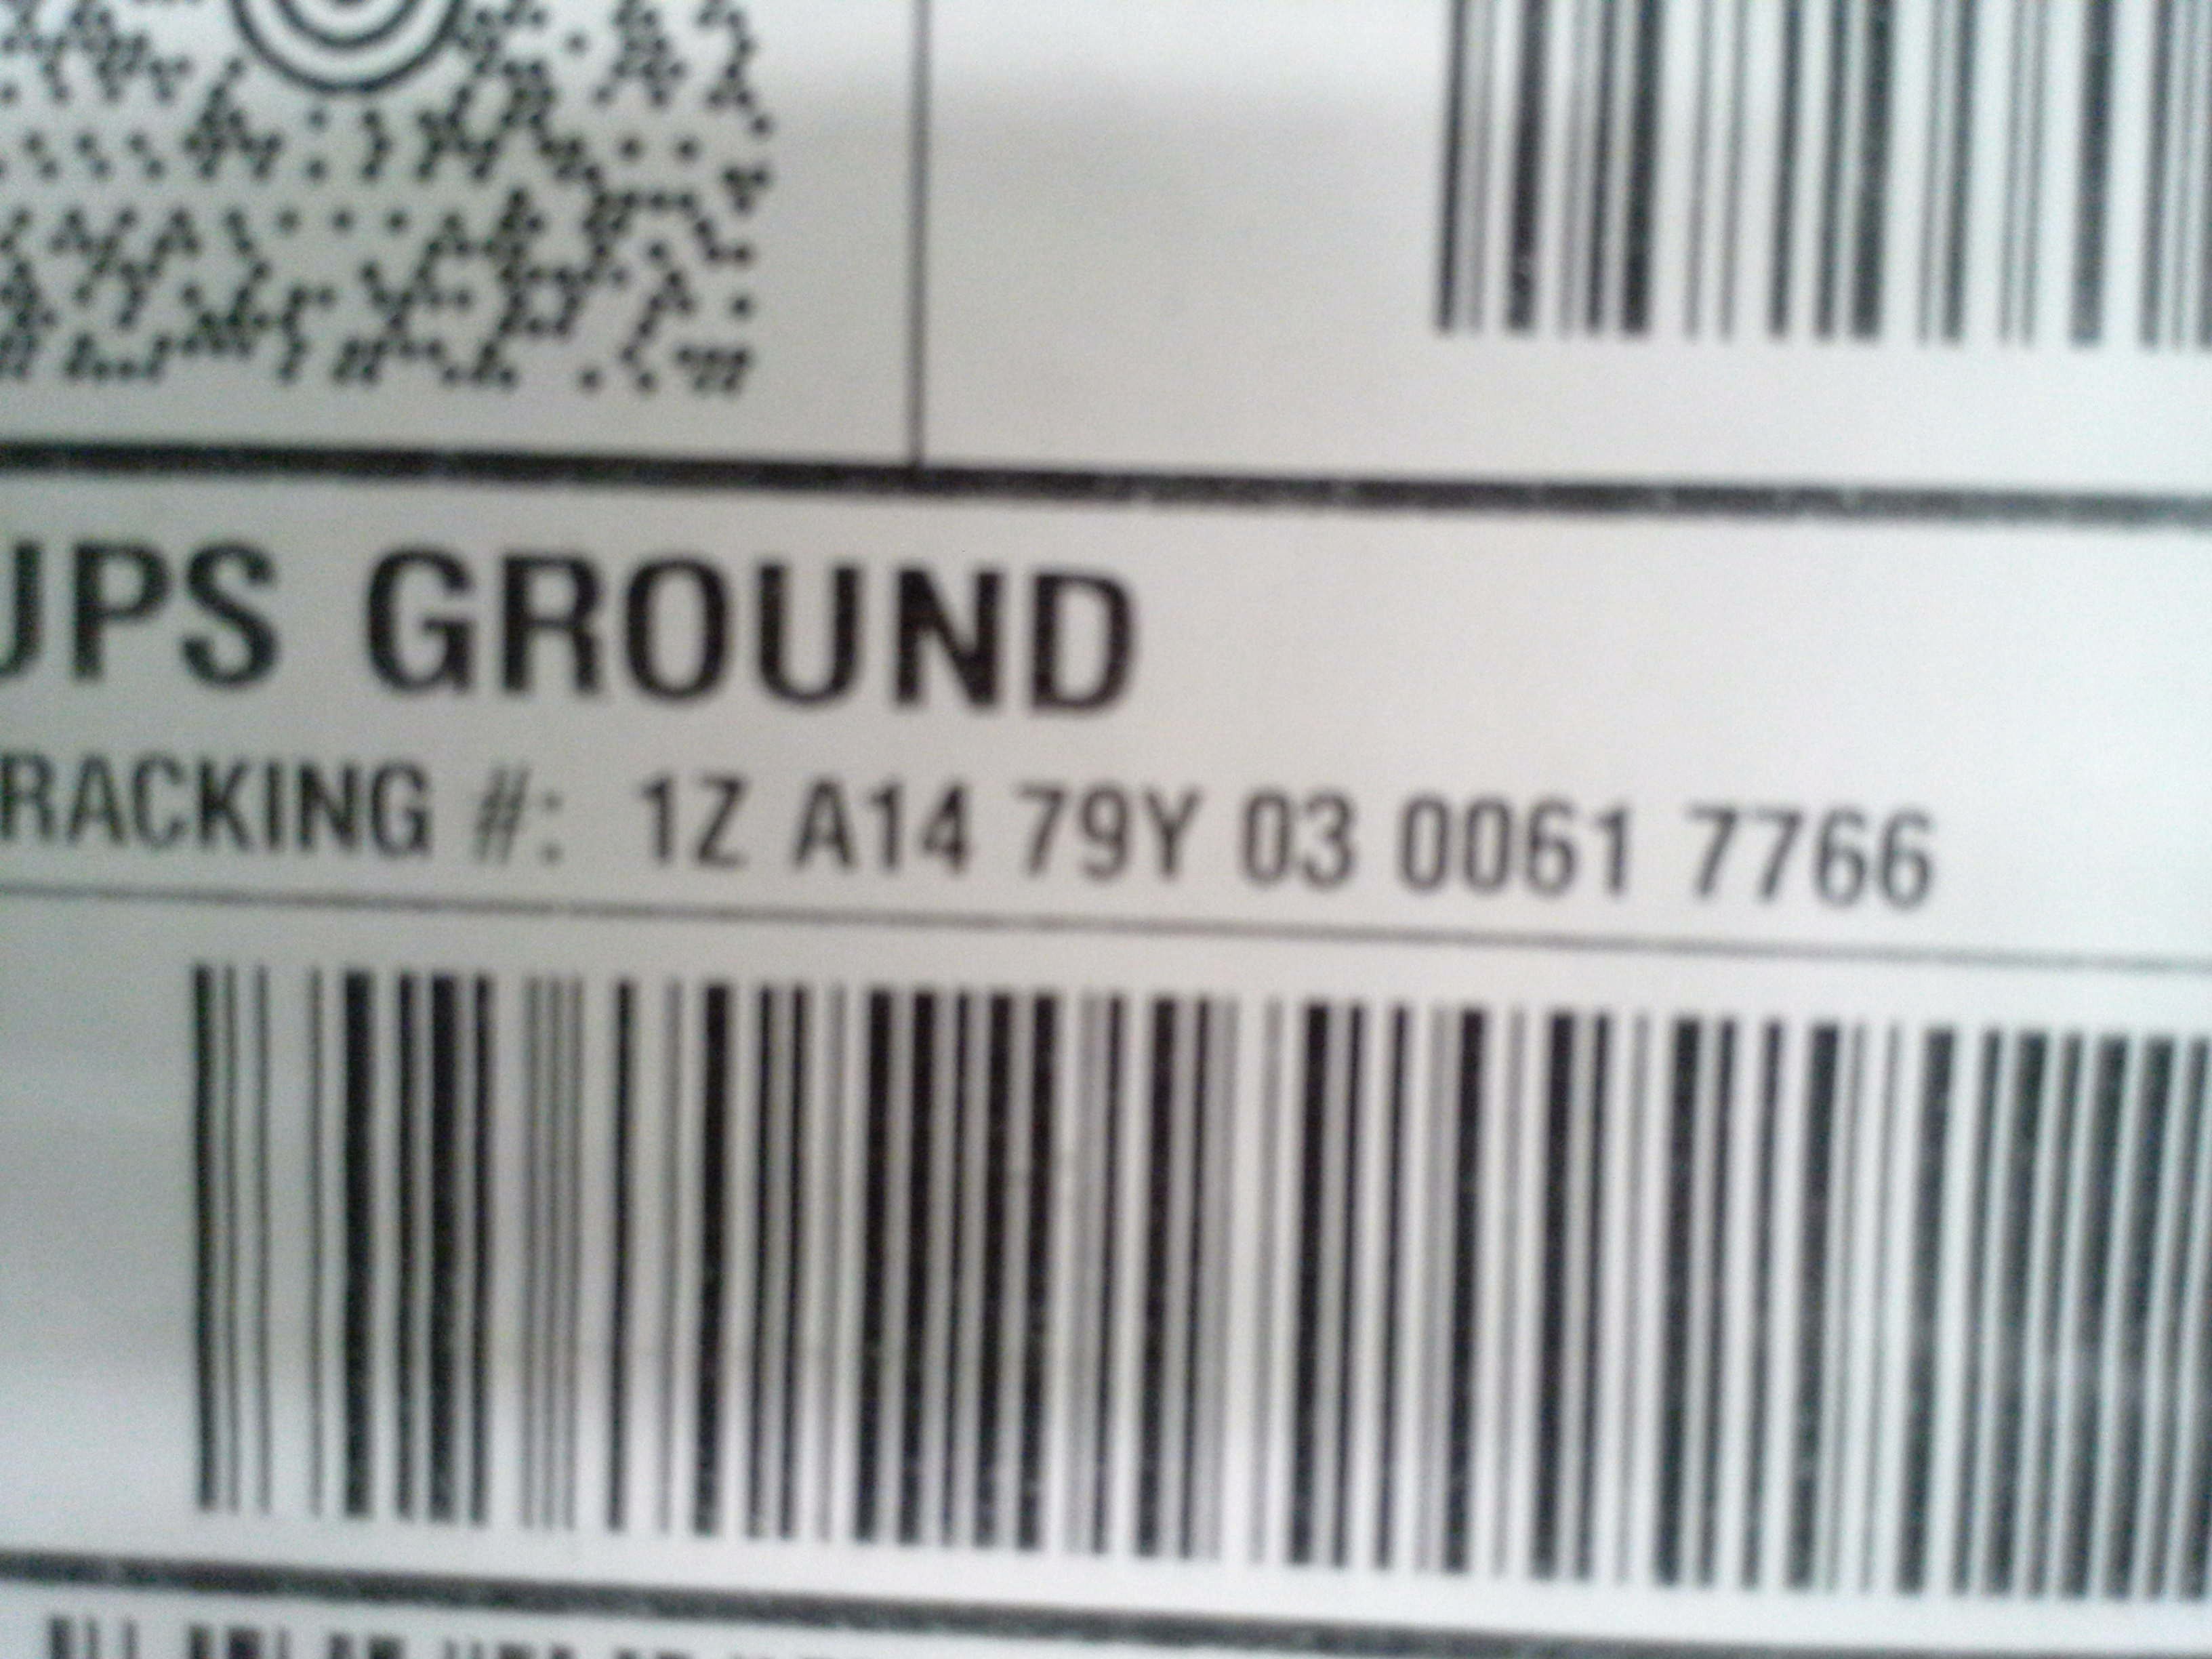 UPS GROUND
RACKING #: 1Z A14 79Y 03 0061 7766